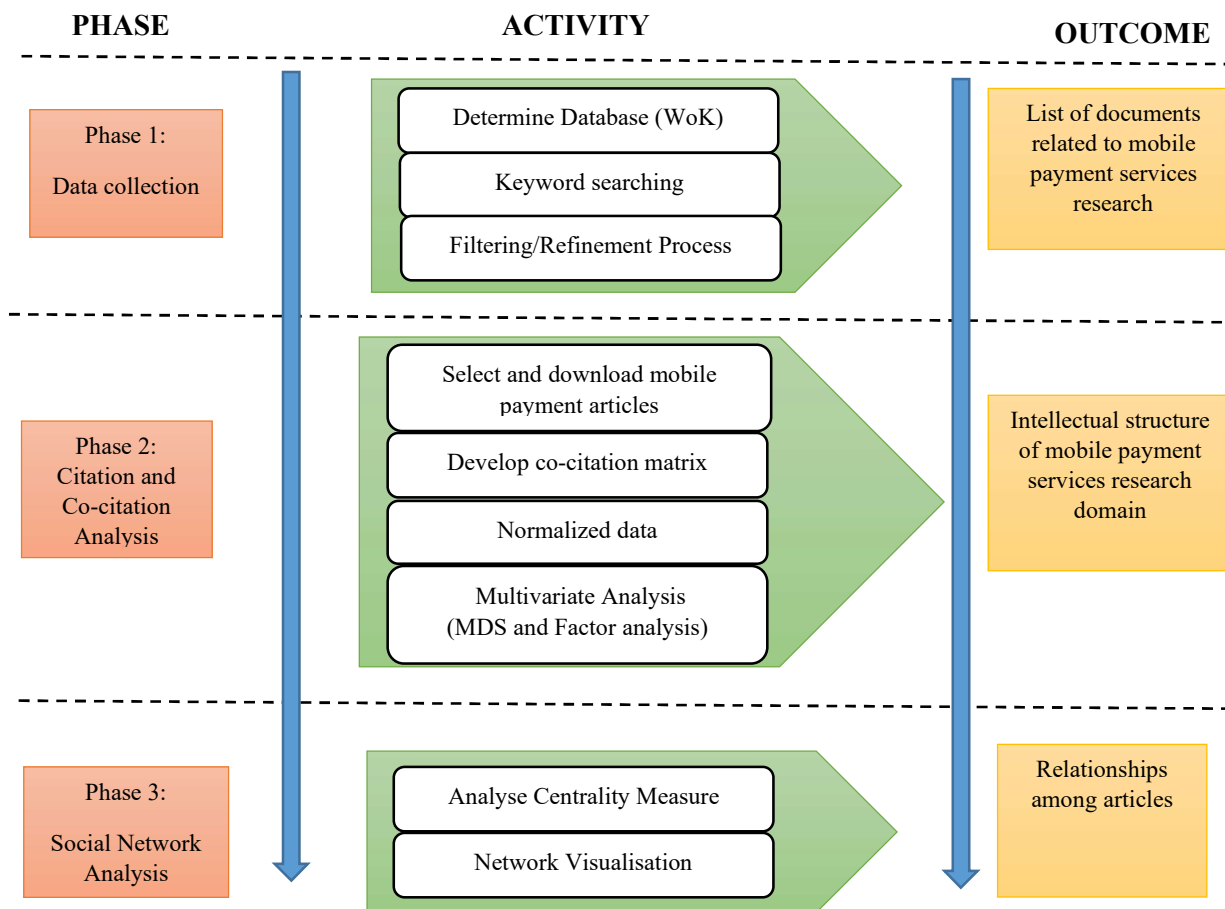 PHASE
ACTIVITY
OUTCOME
Phase 1:
Data collection
Determine Database (WoK)
Keyword searching
Filtering/Refinement Process
List of documents
related to mobile
payment services
research
Phase 2:
Citation and
Co-citation
Analysis
Select and download mobile
payment articles
Develop co-citation matrix
Normalized data
Multivariate Analysis
(MDS and Factor analysis)
Intellectual structure
of mobile payment
services research
domain
Phase 3:
Social Network
Analysis
Analyse Centrality Measure
Network Visualisation
Relationships
among articles